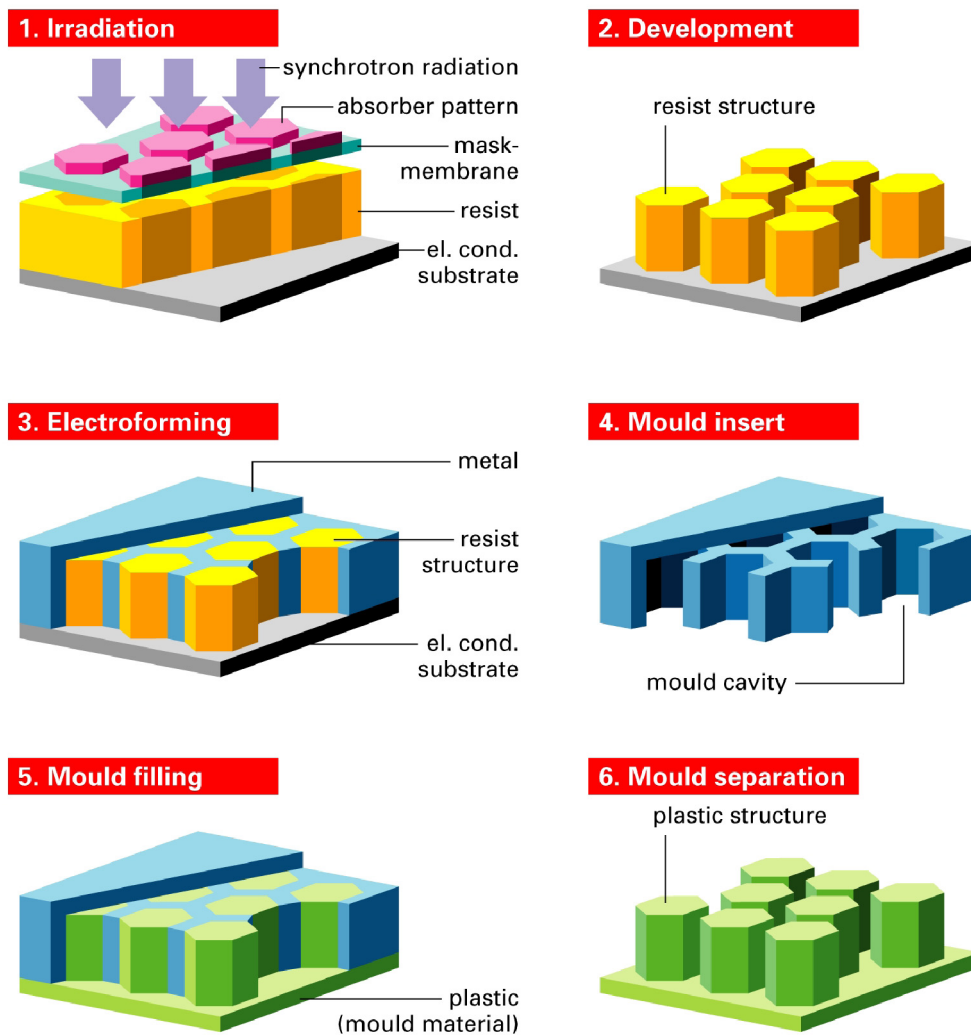 1. Irradiation
synchrotron radiation
absorber pattern
mask-
membrane
resist
el. cond.
substrate
2. Development
resist structure
3. Electroforming
metal
resist
structure
el. cond.
substrate
4. Mould insert
mould cavity
5. Mould filling
plastic
(mould material)
6. Mould separation
plastic structure